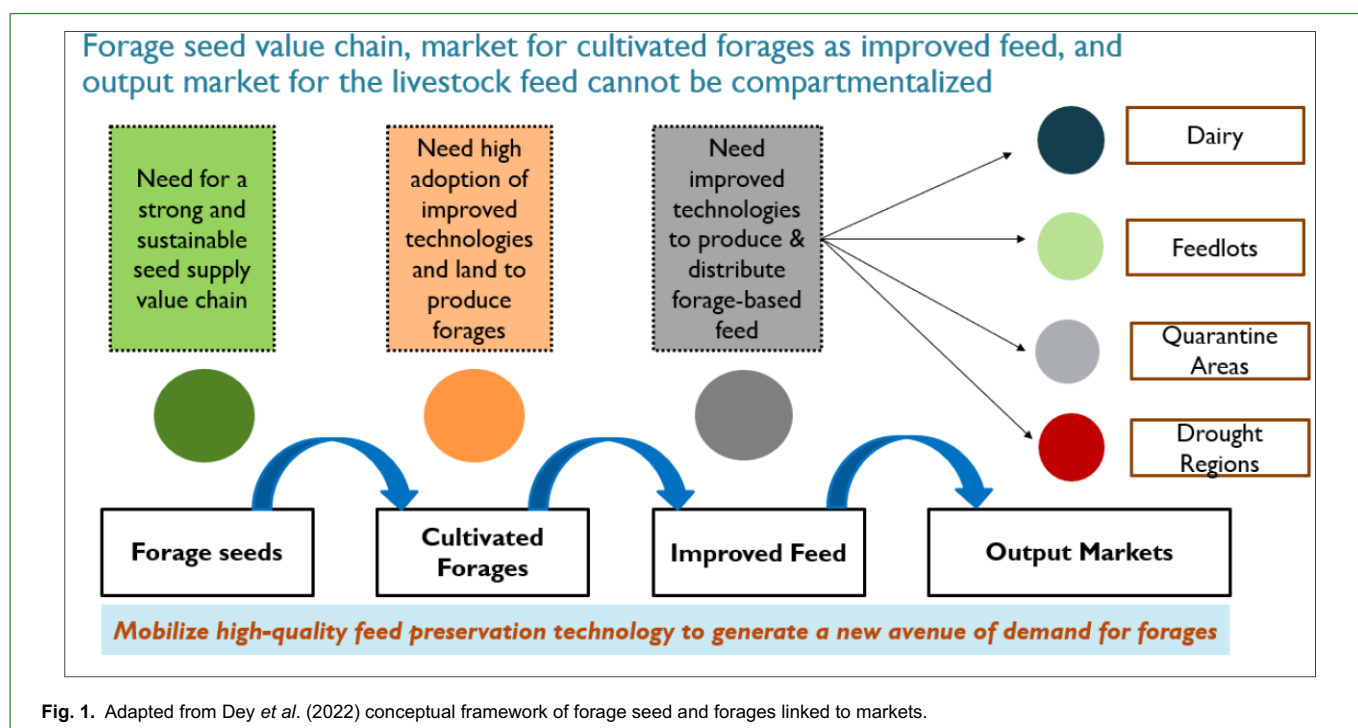 Forage seed value chain, market for cultivated forages as improved feed, and
output market for the livestock feed cannot be compartmentalized
Need for a
strong and
sustainable
seed supply
value chain
Need high
adoption of
improved
technologies
and land to
produce
forages
Need
improved
technologies
to produce &
distribute
forage-based
feed
Dairy
Feedlots
Quarantine
Areas
Drought
Regions
Forage seeds
Cultivated
Forages
Improved Feed
Output Markets
Mobilize high-quality feed preservation technology to generate a new avenue of demand for forages
Fig. 1. Adapted from Dey et al. (2022) conceptual framework of forage seed and forages linked to markets.